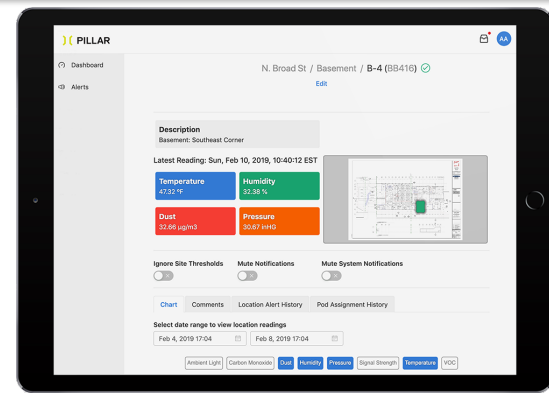 PILLAR
AA
Dashboard
Alerts
N. Broad St / Basement / B-4 (BB416)
Edit
Description
Basement: Southeast Corner
Latest Reading: Sun, Feb 10, 2019, 10:40:12 EST
Temperature
47.32 ºF
Humidity
32.38 %
Dust
32.66 µg/m3
Pressure
30.67 inHG
Ignore Site Thresholds
Mute Notifications
Mute System Notifications
Chart
Comments
Location Alert History
Pod Assignment History
Select date range to view location readings
Feb 4, 2019 17:04
Feb 8, 2019 17:04
Ambient Light
Carbon Monoxide
Dust
Humidity
Pressure
Signal Strength
Temperature
VOC